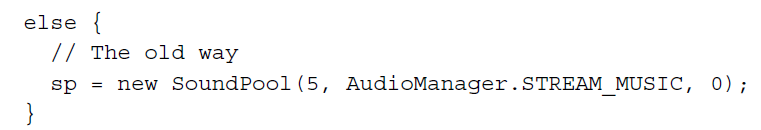 else {
  // The old way
  sp = new SoundPool(5, AudioManager.STREAM_MUSIC, 0);
}